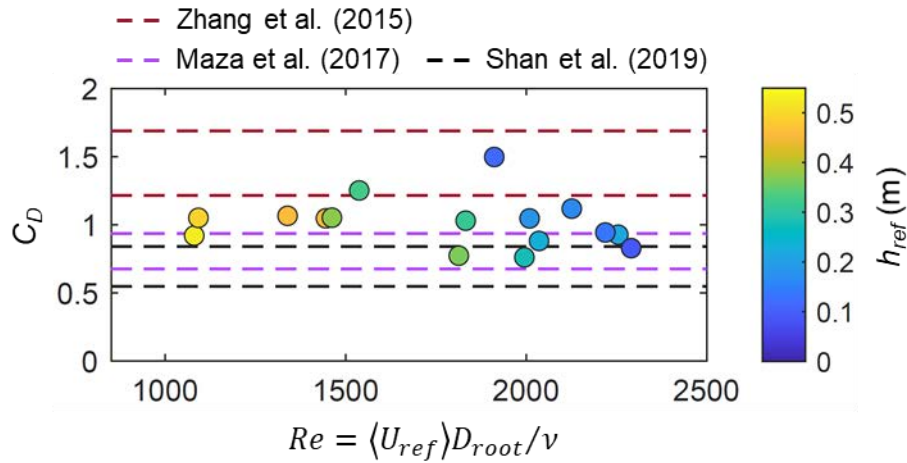 Zhang et al. (2015)
Maza et al. (2017) Shan et al. (2019)
2
1.5
1
0.5
0
C_D
1000 1500 2000 2500
Re = ⟨U_ref⟩D_root/ν
0.5
0.4
0.3
0.2
0.1
0
h_ref (m)